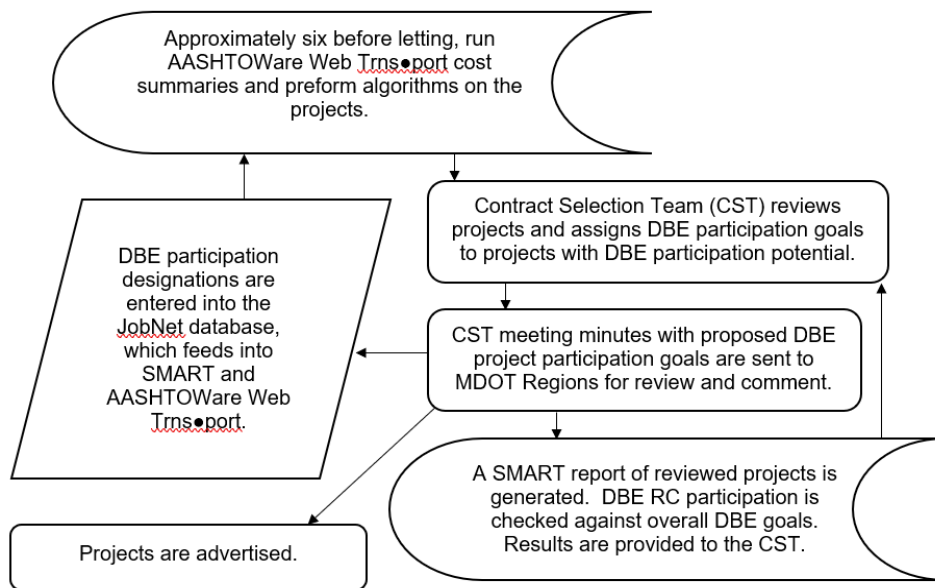 Approximately six before letting, run
AASHTOWare Web Trns●port cost
summaries and preform algorithms on the
projects.
Contract Selection Team (CST) reviews
projects and assigns DBE participation goals
to projects with DBE participation potential.
DBE participation
designations are
entered into the
JobNet database,
which feeds into
SMART and
AASHTOWare Web
Trns●port.
CST meeting minutes with proposed DBE
project participation goals are sent to
MDOT Regions for review and comment.
A SMART report of reviewed projects is
generated.  DBE RC participation is
checked against overall DBE goals.
Results are provided to the CST.
Projects are advertised.